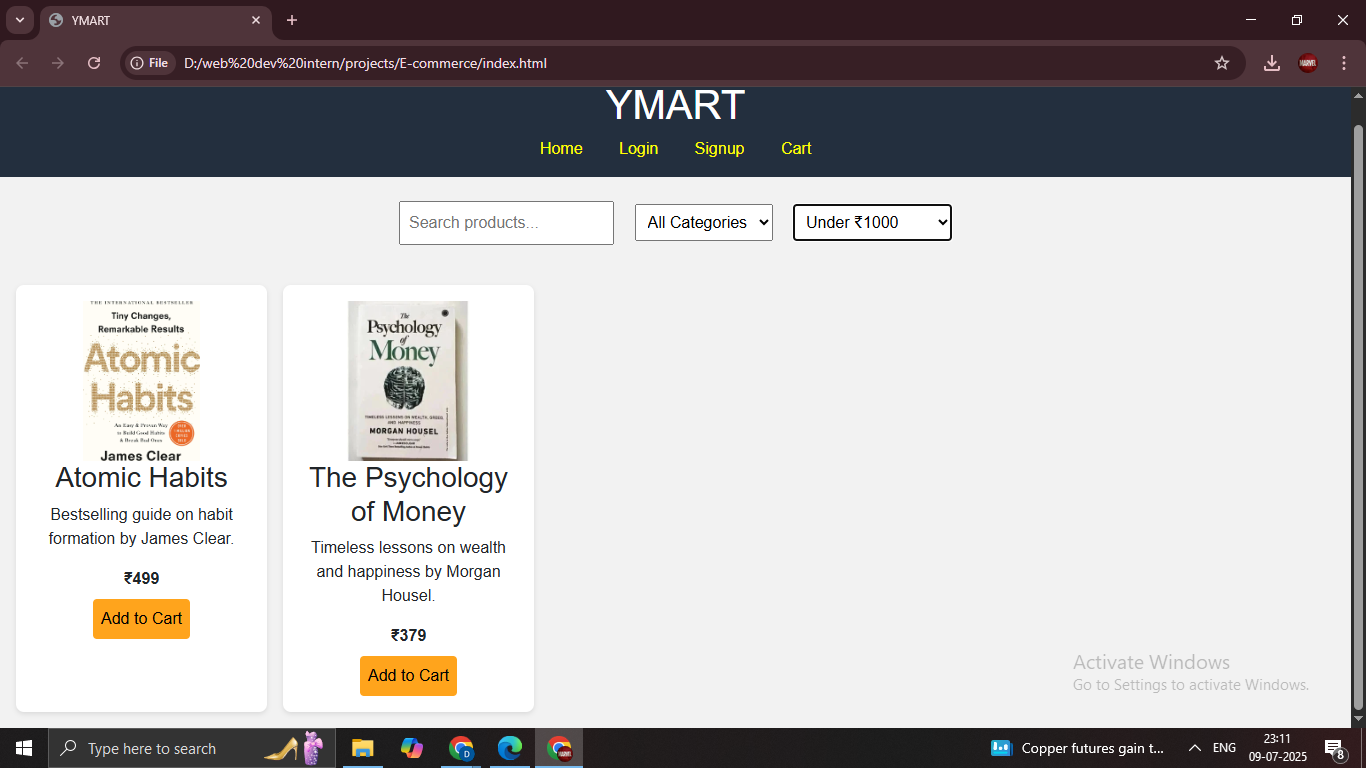 YMART
File
D:/web%20dev%20intern/projects/E-commerce/index.html
MARVEL
YMART
Home Login Signup Cart
Search products...
All Categories
Under ₹1000
THE INTERNATIONAL BESTSELLER
Tiny Changes,
Remarkable Results
Atomic
Habits
An Easy & Proven Way
to Build Good Habits
& Break Bad Ones
James Clear
Atomic Habits
Bestselling guide on habit
formation by James Clear.
₹499
Add to Cart
The
Psychology
of
Money
TIMELESS LESSONS ON WEALTH, GREED,
AND HAPPINESS
MORGAN HOUSEL
The Psychology
of Money
Timeless lessons on wealth
and happiness by Morgan
Housel.
₹379
Add to Cart
Activate Windows
Go to Settings to activate Windows.
Type here to search
D
Copper futures gain t...
ENG
23:11
09-07-2025
8